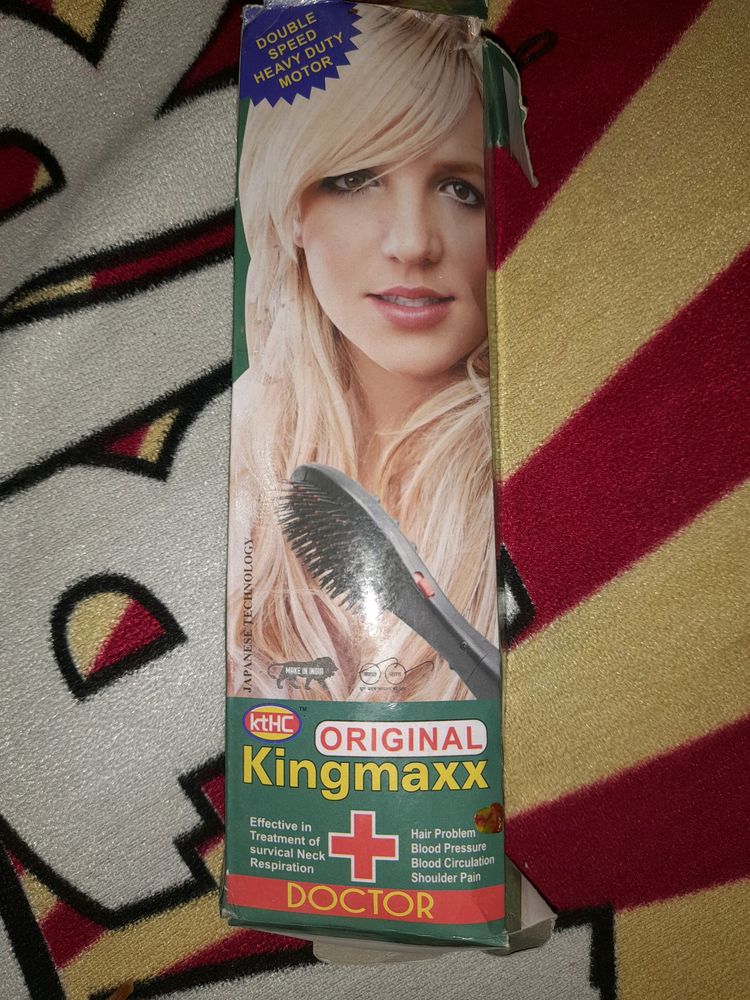 DOUBLE
SPEED
HEAVY DUTY
MOTOR
JAPANESE TECHNOLOGY
MAKE IN INDIA
ktHC TM
ORIGINAL
Kingmaxx
Effective in
Treatment of
survical Neck
Respiration
Hair Problem
Blood Pressure
Blood Circulation
Shoulder Pain
DOCTOR